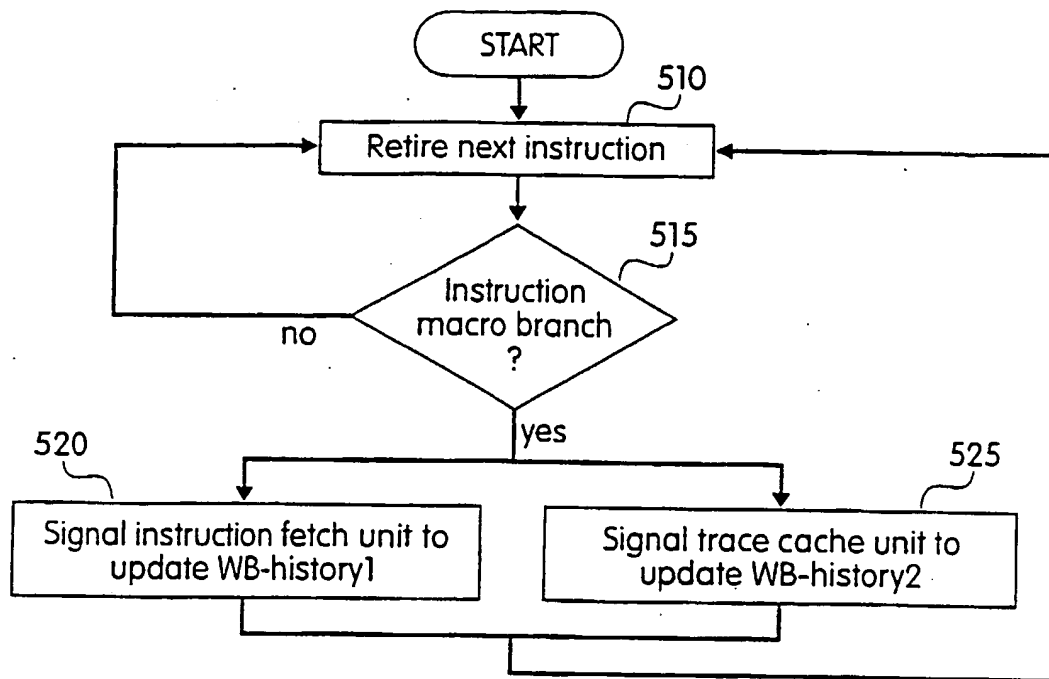 START
510
Retire next instruction
515
Instruction
macro branch
?
no
yes
520
525
Signal instruction fetch unit to
update WB-history1
Signal trace cache unit to
update WB-history2